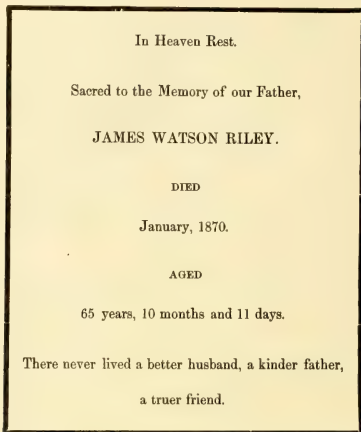 In Heaven Rest.
Sacred to the Memory of our Father,
JAMES WATSON RILEY.
DIED
January, 1870.
AGED
65 years, 10 months and 11 days.
There never lived a better husband, a kinder father,
a truer friend.